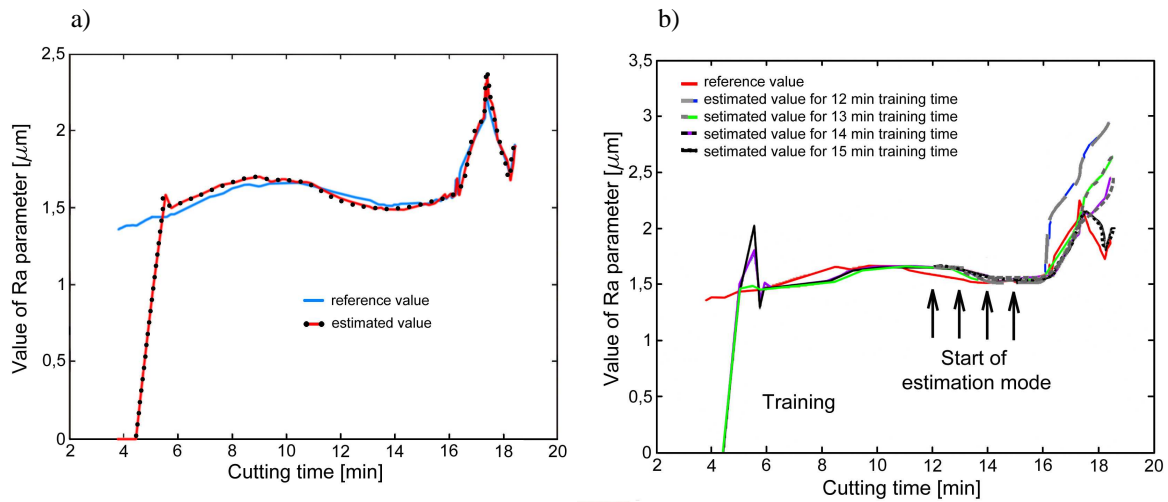 a)
Value of Ra parameter [μm]
2,5
2
1,5
1
0,5
0
2 4 6 8 10 12 14 16 18 20
Cutting time [min]
reference value
estimated value
b)
Value of Ra parameter [μm]
3,5
3
2,5
2
1,5
1
0,5
0
2 4 6 8 10 12 14 16 18 20
Cutting time [min]
reference value
estimated value for 12 min training time
setimated value for 13 min training time
setimated value for 14 min training time
setimated value for 15 min training time
Start of
estimation mode
Training